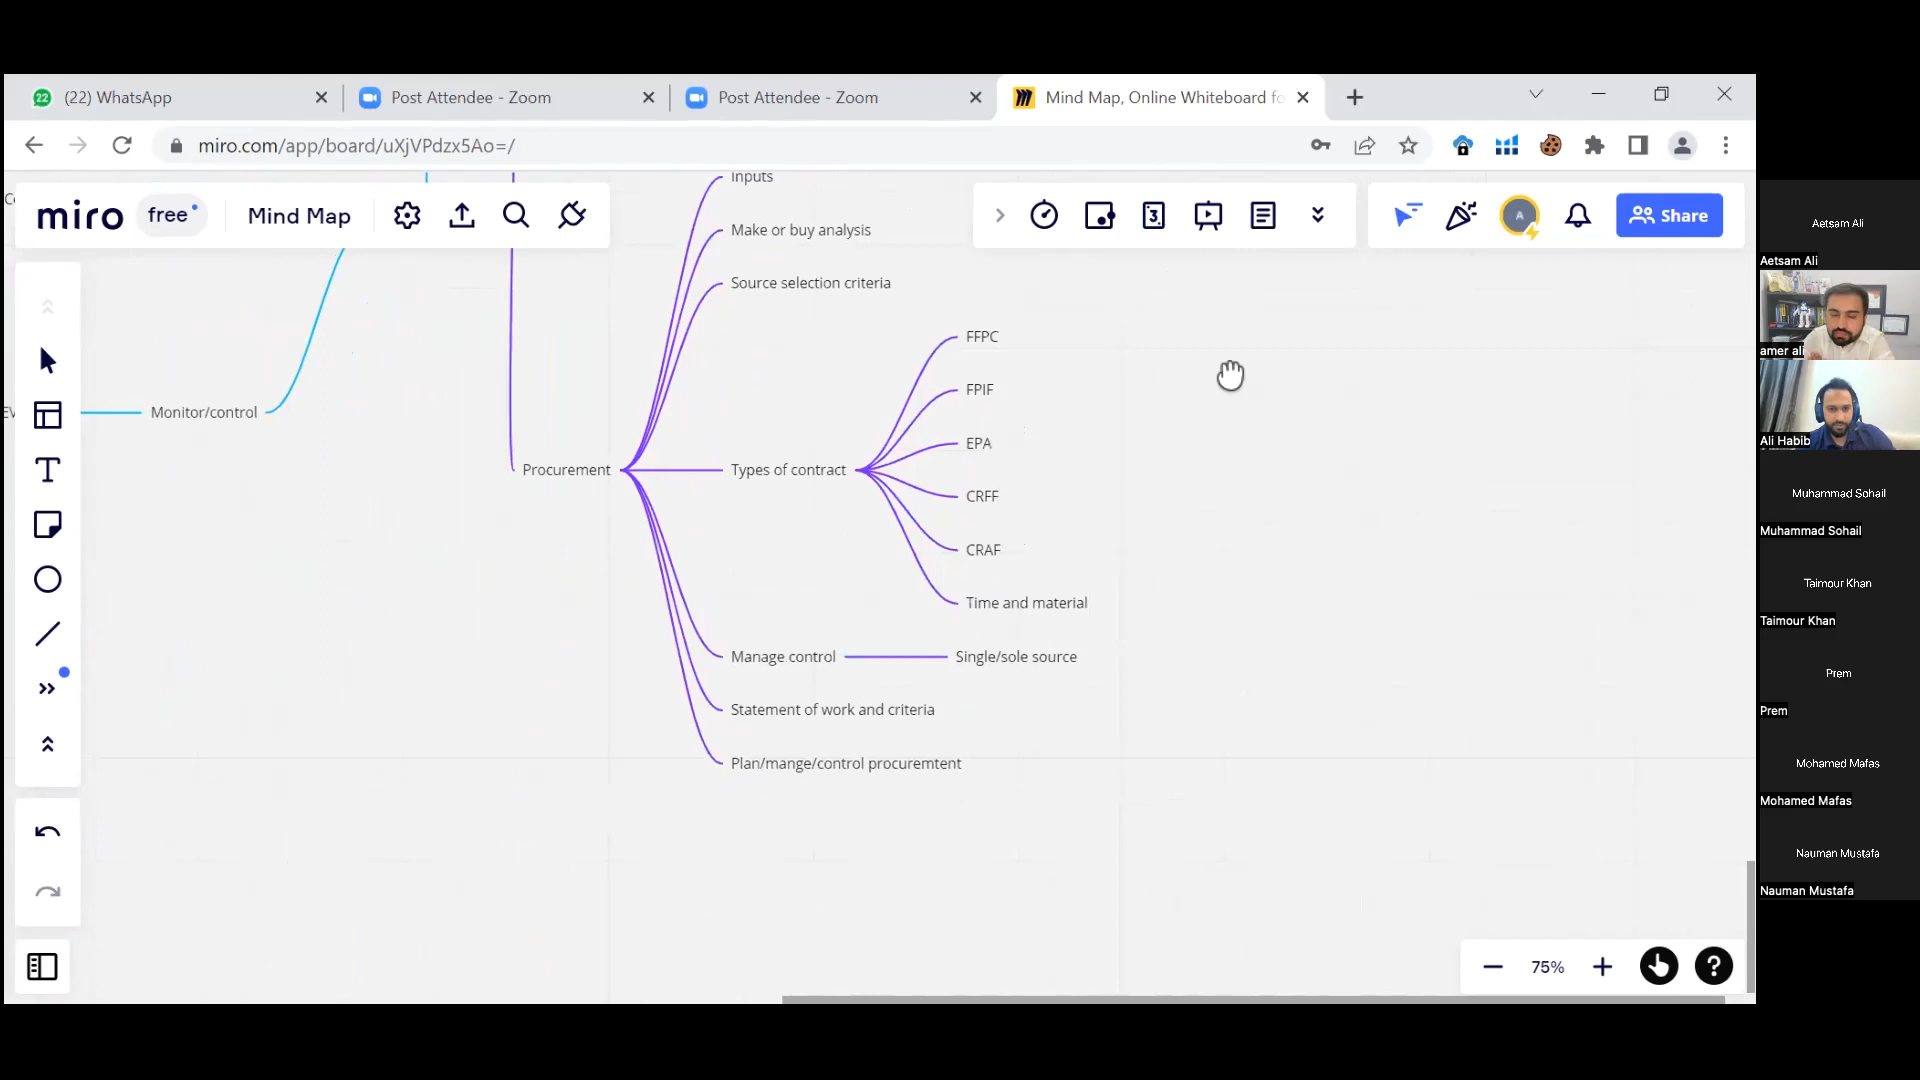 22
(22) WhatsApp
Post Attendee - Zoom
Post Attendee - Zoom
Mind Map, Online Whiteboard fo
miro.com/app/board/uXjVPdzx5Ao=/
miro
free
Mind Map
3
A
Share
inputs
Make or buy analysis
Source selection criteria
FFPC
FPIF
EV
Monitor/control
EPA
Procurement
Types of contract
CRFF
CRAF
Time and material
Manage control
Single/sole source
Statement of work and criteria
Plan/mange/control procuremtent
75%
?
Aetsam Ali
Aetsam Ali
amer ali
Ali Habib
Muhammad Sohail
Muhammad Sohail
Taimour Khan
Taimour Khan
Prem
Prem
Mohamed Mafas
Mohamed Mafas
Nauman Mustafa
Nauman Mustafa